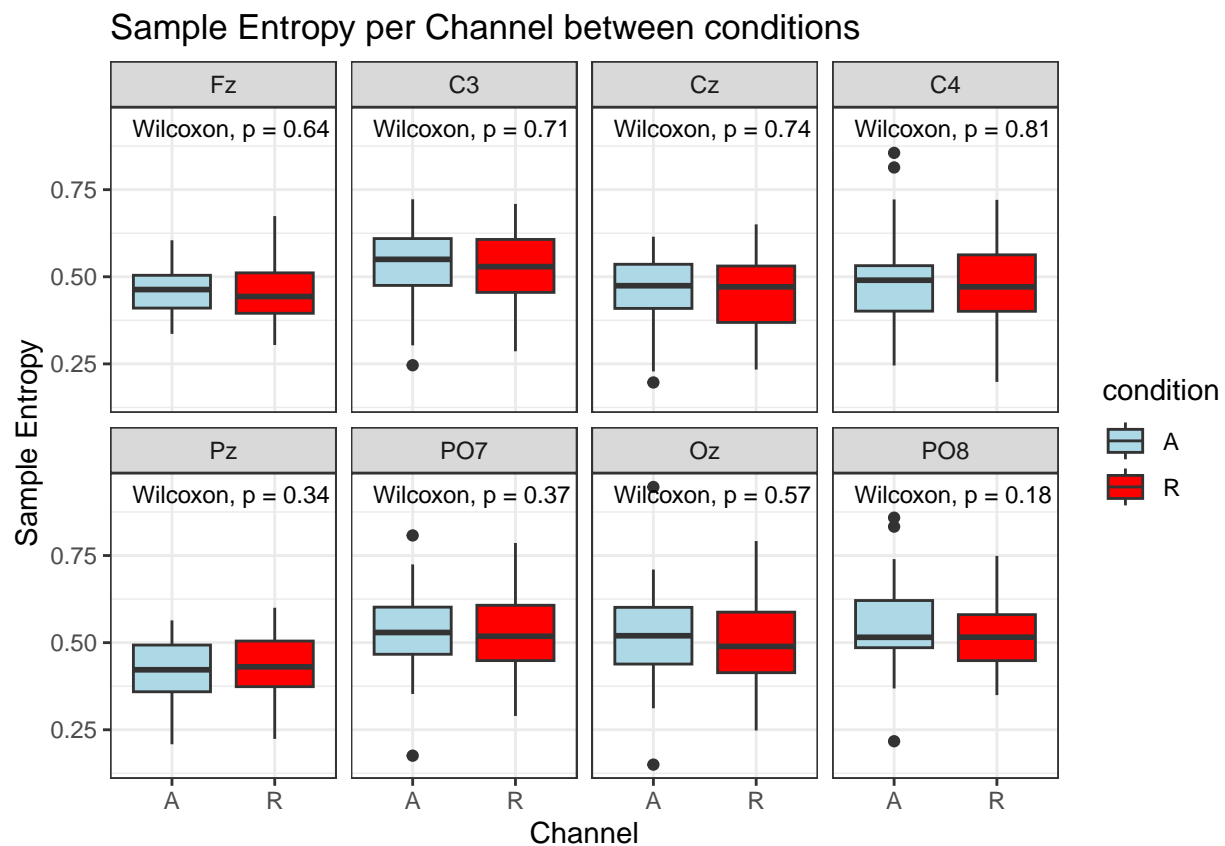 Sample Entropy per Channel between conditions
Fz
C3
Cz
C4
Wilcoxon, p = 0.64
Wilcoxon, p = 0.71
Wilcoxon, p = 0.74
Wilcoxon, p = 0.81
0.75
0.50
0.25
Pz
PO7
Oz
PO8
Wilcoxon, p = 0.34
Wilcoxon, p = 0.37
Wilcoxon, p = 0.57
Wilcoxon, p = 0.18
0.75
0.50
0.25
A R
A R
A R
A R
Channel
Sample Entropy
condition
A
R